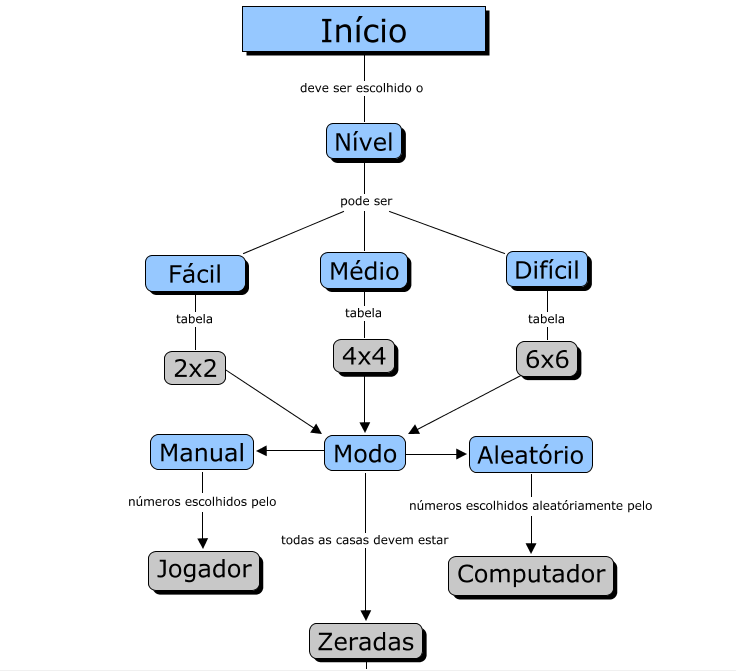 Início
deve ser escolhido o
Nível
pode ser
Fácil
Médio
Difícil
tabela
tabela
tabela
2x2
4x4
6x6
Manual
Modo
Aleatório
números escolhidos pelo
números escolhidos aleatóriamente pelo
todas as casas devem estar
Jogador
Computador
Zeradas